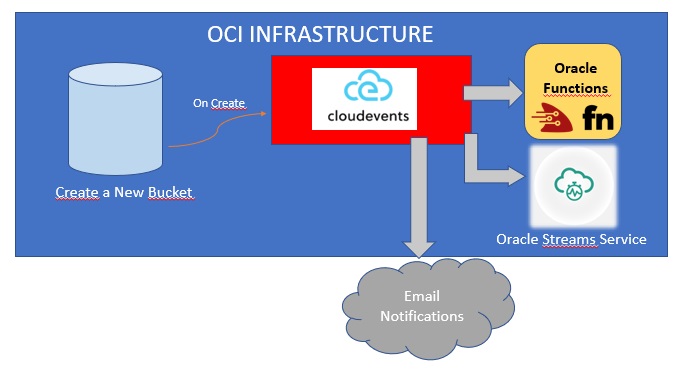 OCI INFRASTRUCTURE
On Create
cloudevents
Oracle
Functions
fn
Create a New Bucket
Oracle Streams Service
Email
Notifications